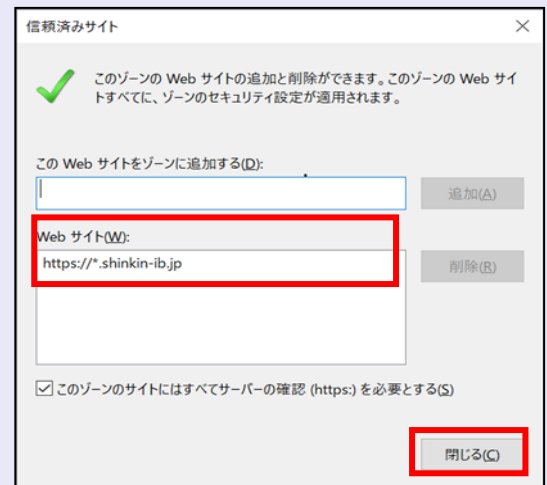 信頼済みサイト
このゾーンの Web サイトの追加と削除ができます。このゾーンの Web サイ
トすべてに、ゾーンのセキュリティ設定が適用されます。
この Web サイトをゾーンに追加する(D):
追加(A)
Web サイト(W):
https://*.shinkin-ib.jp
削除(R)
このゾーンのサイトにはすべてサーバーの確認 (https:) を必要とする(S)
閉じる(C)